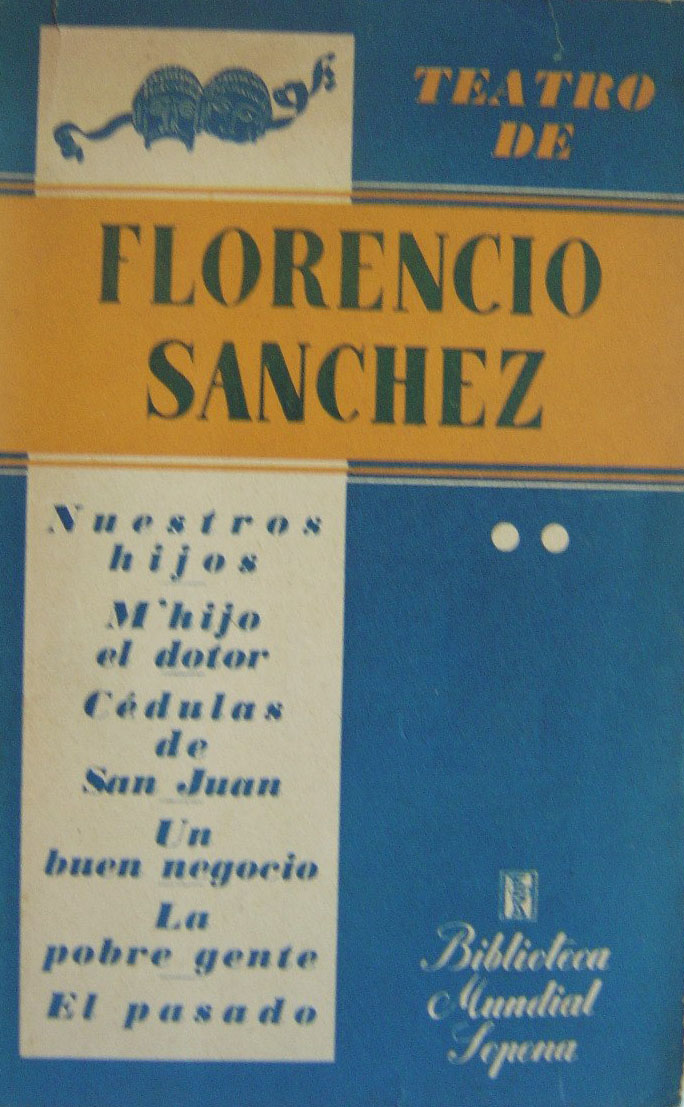 TEATRO
DE
FLORENCIO
SANCHEZ
Nuestros
hijos
M'hijo
el dotor
Cédulas
de
San Juan
Un
buen negocio
La
pobre gente
El pasado
Biblioteca
Mundial
Sopena